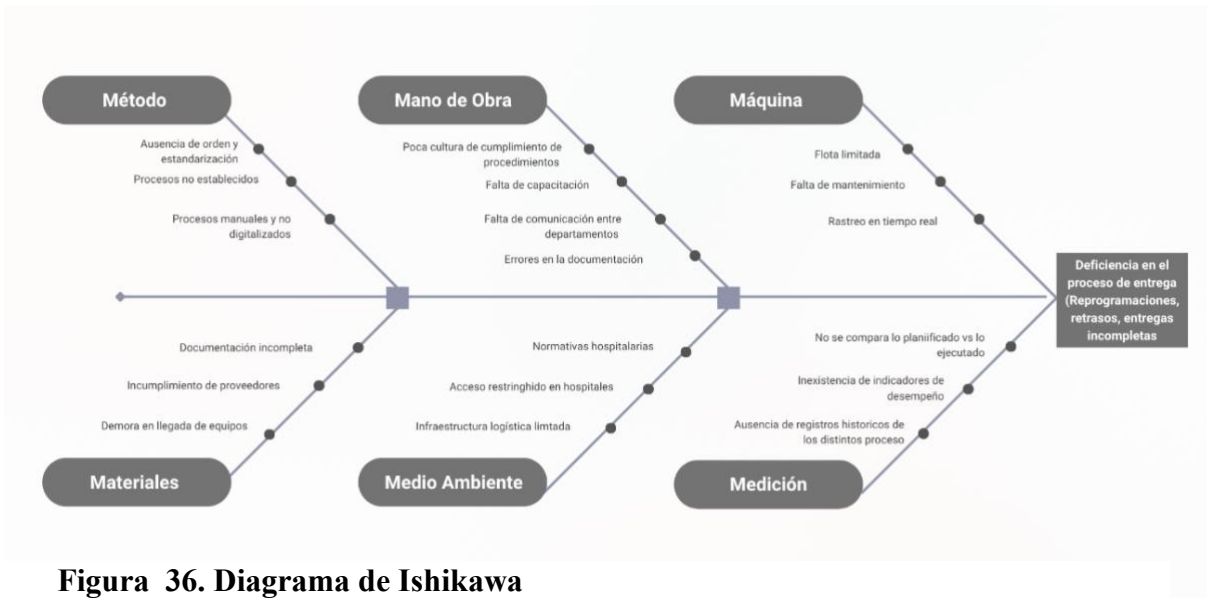 Método
Mano de Obra
Máquina
Ausencia de orden y
estandarización
Procesos no establecidos
Procesos manuales y no
digitalizados
Poca cultura de cumplimiento de
procedimientos
Falta de capacitación
Falta de comunicación entre
departamentos
Errores en la documentación
Flota limitada
Falta de mantenimiento
Rastreo en tiempo real
Deficiencia en el
proceso de entrega
(Reprogramaciones,
retrasos, entregas
incompletas
Documentación incompleta
Incumplimiento de proveedores
Demora en llegada de equipos
Normativas hospitalarias
Acceso restringhido en hospitales
Infraestructura logística limtada
No se compara lo planiificado vs lo
ejecutado
Inexistencia de indicadores de
desempeño
Ausencia de registros historicos de
los distintos proceso
Materiales
Medio Ambiente
Medición
Figura 36. Diagrama de Ishikawa